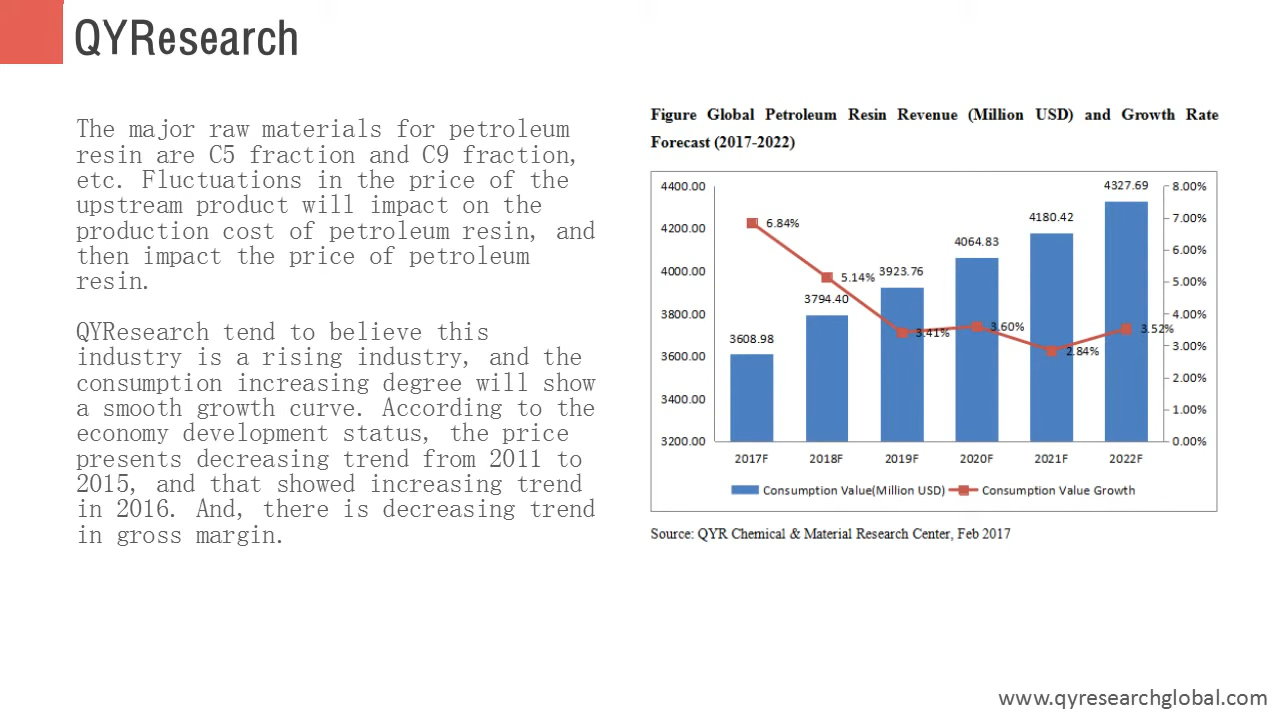 QYResearch
The major raw materials for petroleum
resin are C5 fraction and C9 fraction,
etc. Fluctuations in the price of the
upstream product will impact on the
production cost of petroleum resin, and
then impact the price of petroleum
resin.
QYResearch tend to believe this
industry is a rising industry, and the
consumption increasing degree will show
a smooth growth curve. According to the
economy development status, the price
presents decreasing trend from 2011 to
2015, and that showed increasing trend
in 2016. And, there is decreasing trend
in gross margin.
Figure Global Petroleum Resin Revenue (Million USD) and Growth Rate
Forecast (2017-2022)
4400.00
4200.00
4000.00
3800.00
3600.00
3400.00
3200.00
3608.98
3794.40
3923.76
4064.83
4180.42
4327.69
6.84%
5.14%
3.41%
3.60%
2.84%
3.52%
8.00%
7.00%
6.00%
5.00%
4.00%
3.00%
2.00%
1.00%
0.00%
2017F 2018F 2019F 2020F 2021F 2022F
Consumption Value(Million USD) Consumption Value Growth
Source: QYR Chemical & Material Research Center, Feb 2017
www.qyresearchglobal.com